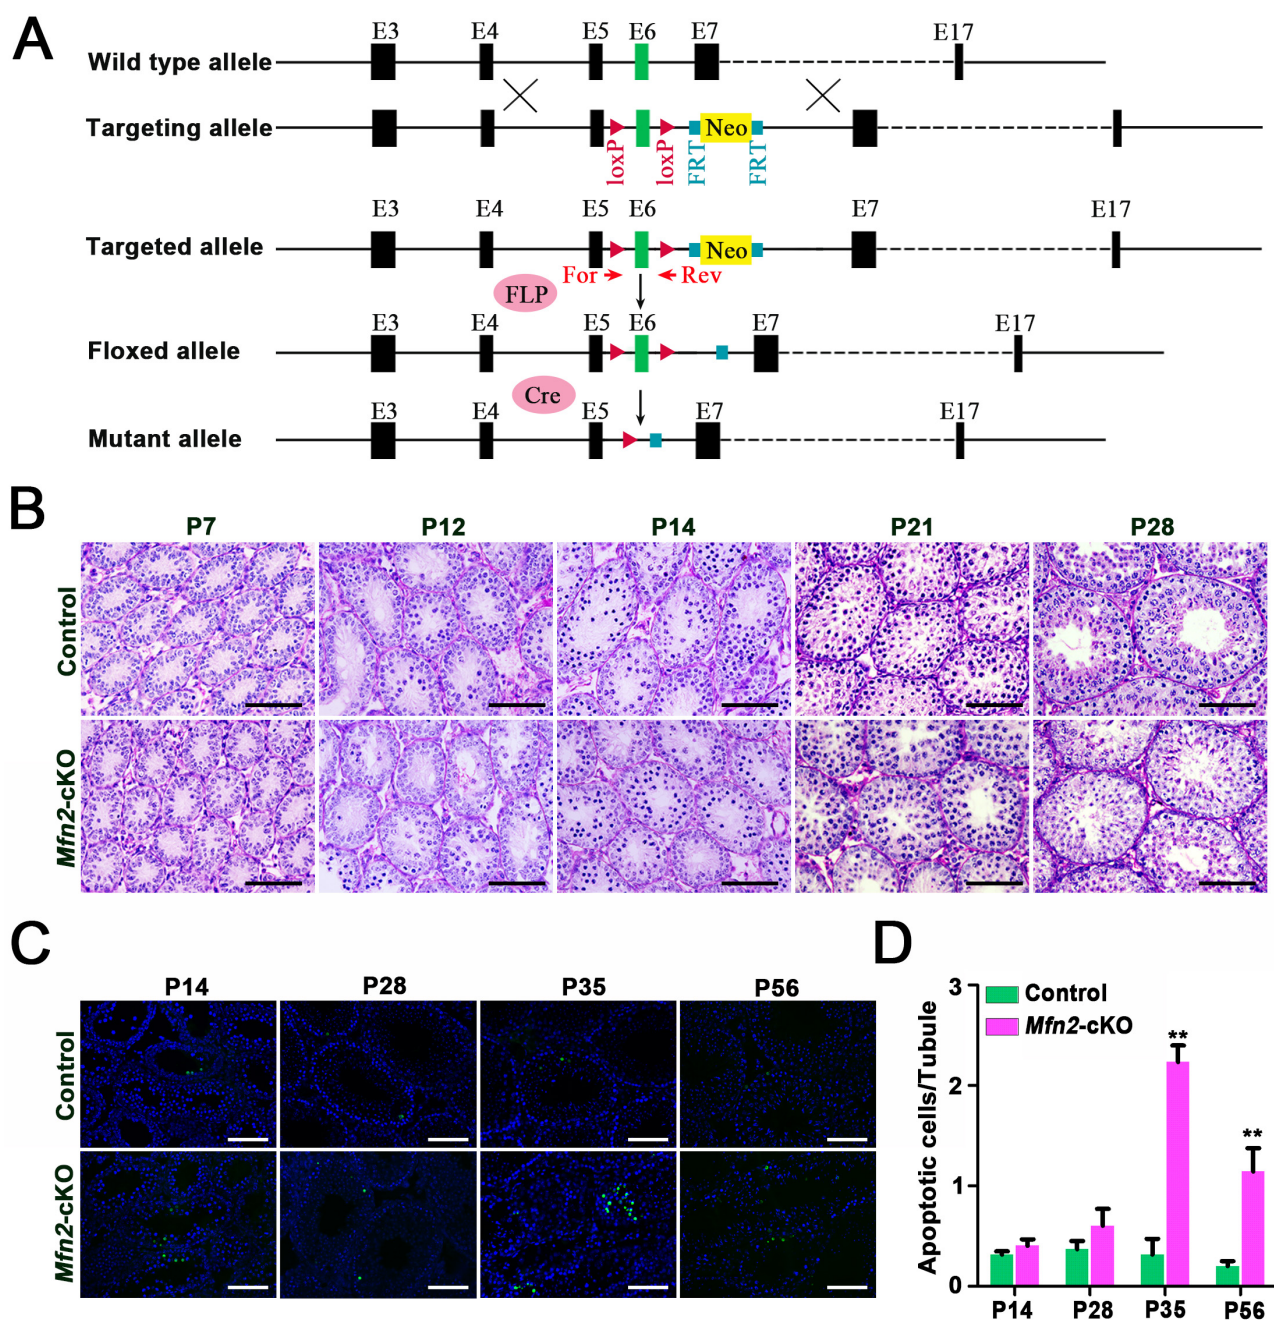 A
E3 E4 E5 E6 E7 E17
Wild type allele
Targeting allele
Neo
loxP loxP FRT FRT
E3 E4 E5 E6 E7 E17
Targeted allele
Neo
For Rev
FLP
E3 E4 E5 E6 E7 E17
Floxed allele
Cre
E3 E4 E5 E7 E17
Mutant allele
B
P7 P12 P14 P21 P28
Control
Mfn2-cKO
C
P14 P28 P35 P56
Control
Mfn2-cKO
D
Apoptotic cells/Tubule
3
2
1
0
Control
Mfn2-cKO
**
**
P14 P28 P35 P56